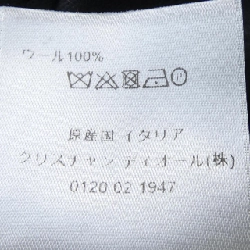 ウール100%
原産国 イタリア
クリスチャン ディオール(株)
0120 02 1947